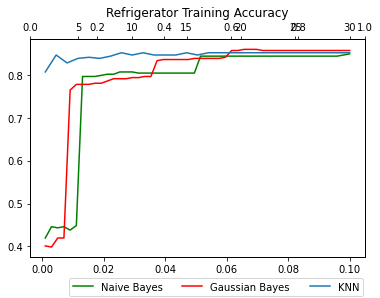 Refrigerator Training Accuracy
0.0 5 0.2 10 0.4 15 0.6 20 0.8 30 1.0
0.8
0.7
0.6
0.5
0.4
0.00 0.02 0.04 0.06 0.08 0.10
Naive Bayes Gaussian Bayes KNN